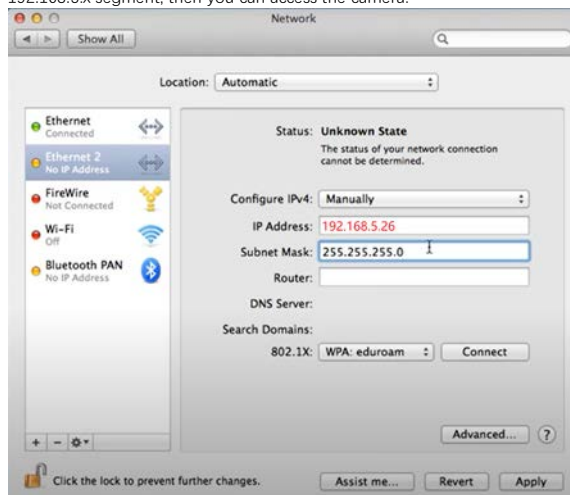 192.168.5.x segment, then you can access the camera.
Network
Show All
Location: Automatic
Ethernet
Connected
Ethernet 2
No IP Address
FireWire
Not Connected
Wi-Fi
Off
Bluetooth PAN
No IP Address
Status: Unknown State
The status of your network connection
cannot be determined.
Configure IPv4: Manually
IP Address: 192.168.5.26
Subnet Mask: 255.255.255.0
Router:
DNS Server:
Search Domains:
802.1X: WPA: eduroam Connect
Advanced... ?
Click the lock to prevent further changes.
Assist me... Revert Apply